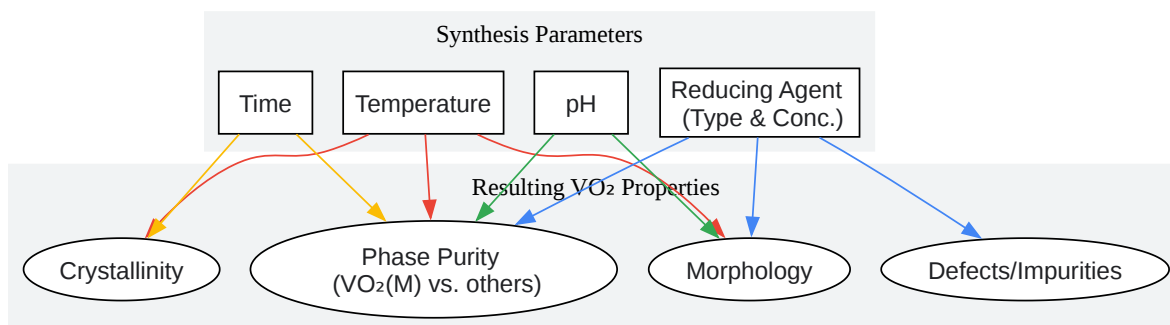 Synthesis Parameters
Time
Temperature
pH
Reducing Agent
(Type & Conc.)
Resulting VO₂ Properties
Crystallinity
Phase Purity
(VO₂(M) vs. others)
Morphology
Defects/Impurities